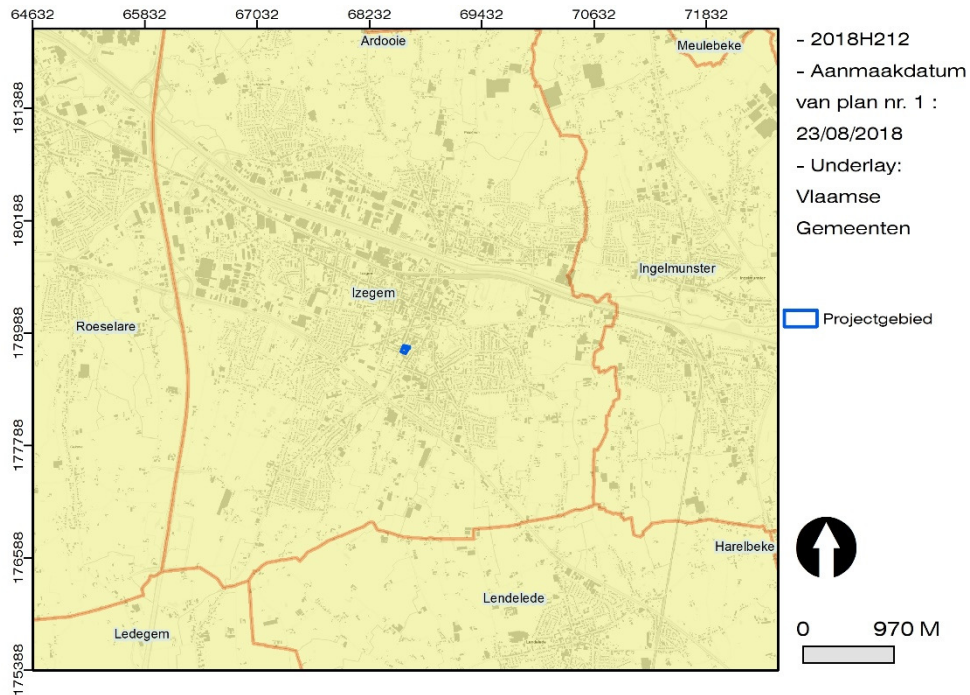 64632 65832 67032 68232 69432 70632 71832
Ardooie
Meulebeke
181388
180188
Ingelmunster
Izegem
Roeselare
178988
177788
176588
Harelbeke
Lendelede
Ledegem
175388
- 2018H212
- Aanmaakdatum
van plan nr. 1 :
23/08/2018
- Underlay:
Vlaamse
Gemeenten
Projectgebied
0 970 M